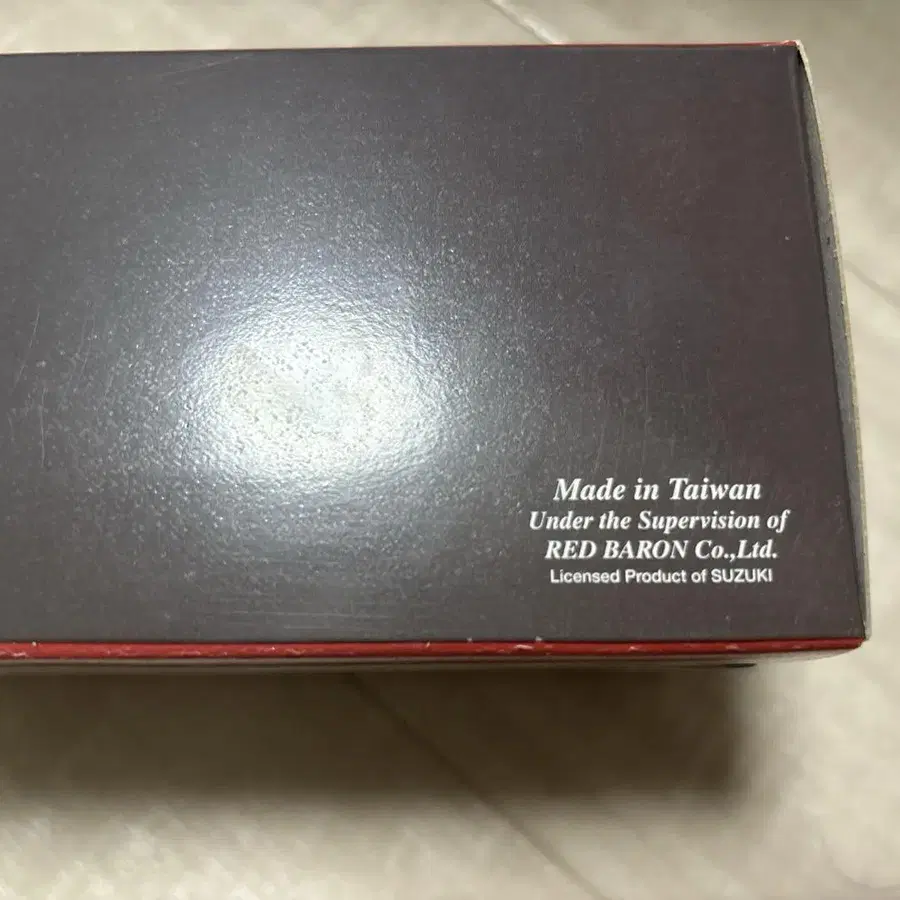 Made in Taiwan
Under the Supervision of
RED BARON Co.,Ltd.
Licensed Product of SUZUKI